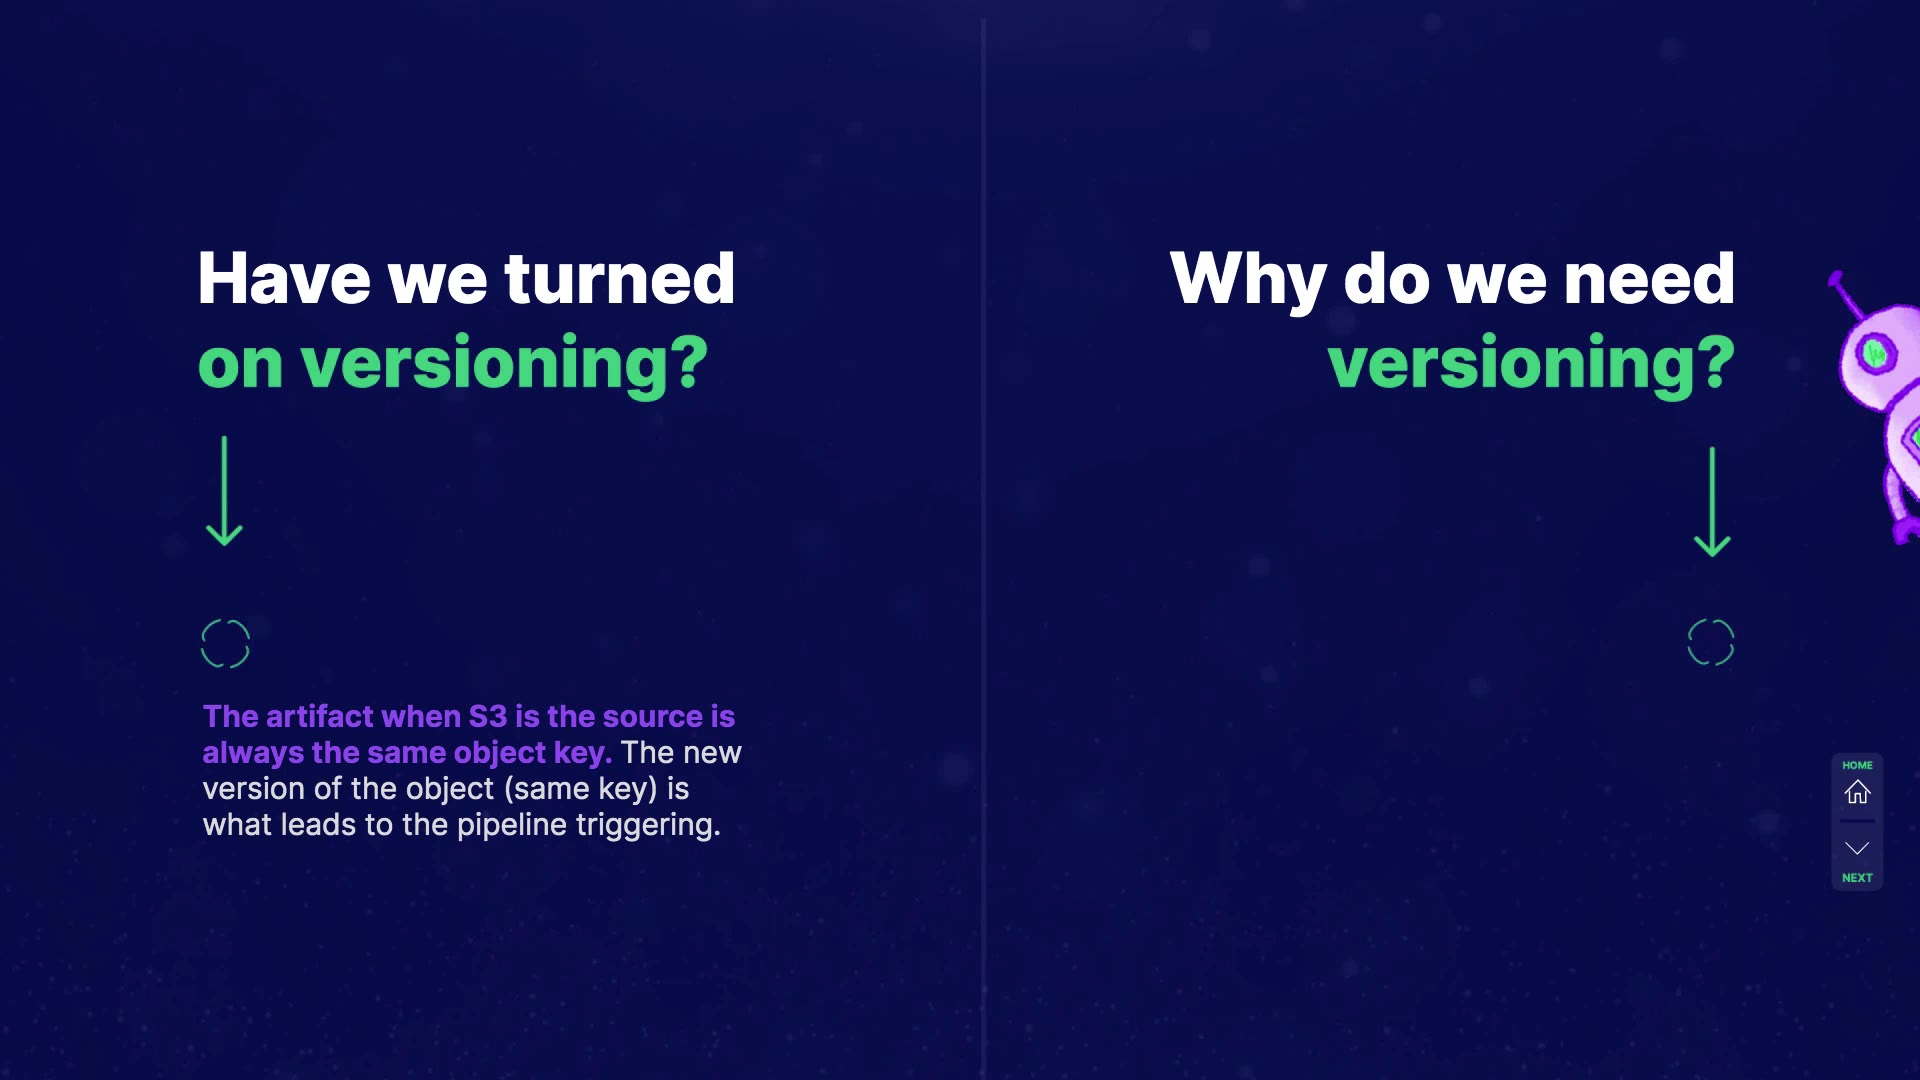 Have we turned
on versioning?
The artifact when S3 is the source is
always the same object key. The new
version of the object (same key) is
what leads to the pipeline triggering.
Why do we need
versioning?
HOME
NEXT